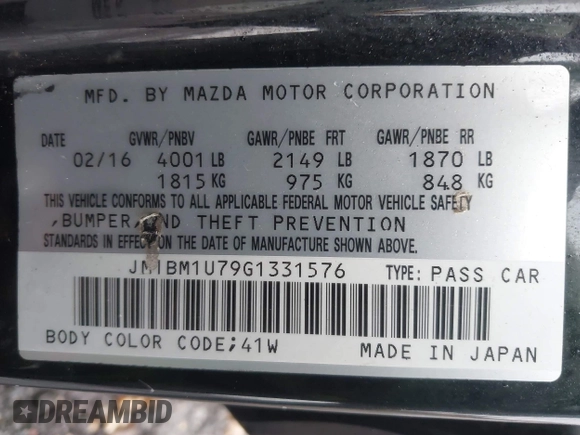 MFD. BY MAZDA MOTOR CORPORATION
DATE GVWR/PNBV GAWR/PNBE FRT GAWR/PNBE RR
02/16 4001 LB 2149 LB 1870 LB
1815 KG 975 KG 848 KG
THIS VEHICLE CONFORMS TO ALL APPLICABLE FEDERAL MOTOR VEHICLE SAFETY
,BUMPER, AND THEFT PREVENTION
STANDARDS IN EFFECT ON THE DATE OF MANUFACTURE SHOWN ABOVE.
JM1BM1U79G1331576 TYPE: PASS CAR
BODY COLOR CODE;41W MADE IN JAPAN
DREAMBID